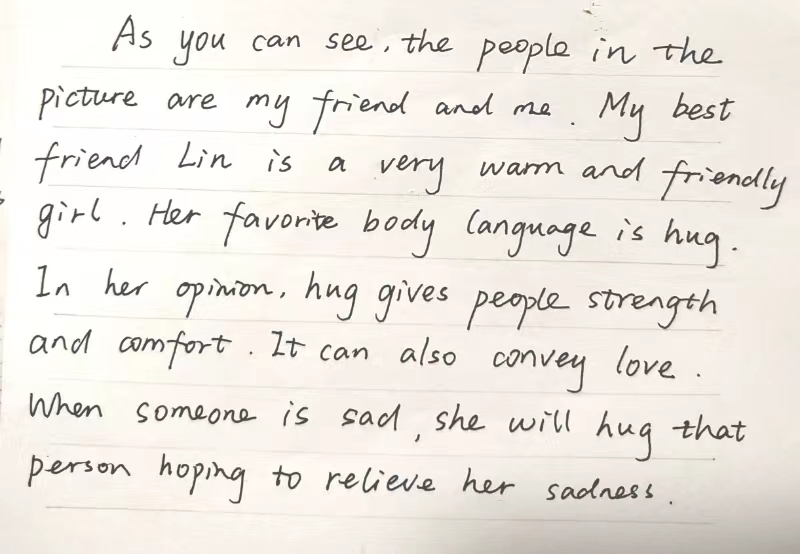 As you can see, the people in the
picture are my friend and me. My best
friend Lin is a very warm and friendly
girl. Her favorite body language is hug.
In her opinion, hug gives people strength
and comfort. It can also convey love.
When someone is sad, she will hug that
person hoping to relieve her sadness.